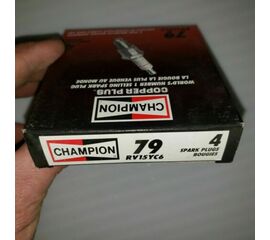 79
COPPER PLUS
WORLD'S NUMBER 1 SELLING SPARK PLUG
LA BOUGIE LA PLUS VENDUE AU MONDE
CHAMPION
CHAMPION
79
RV15YC6
4
SPARK PLUGS
BOUGIES